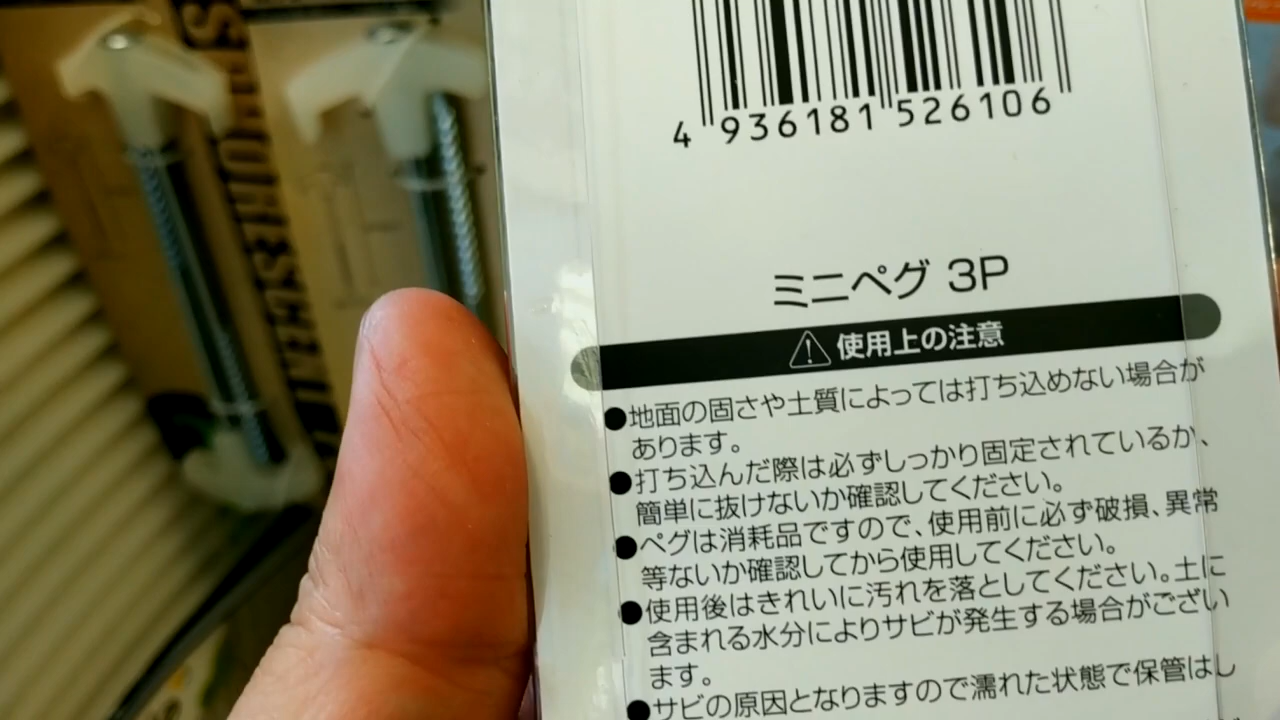 4 936181 526106
ミニペグ 3P
使用上の注意
●地面の固さや土質によっては打ち込めない場合が
あります。
●打ち込んだ際は必ずしっかり固定されているか、
簡単に抜けないか確認してください。
●ペグは消耗品ですので、使用前に必ず破損、異常
等ないか確認してから使用してください。
●使用後はきれいに汚れを落としてください。土に
含まれる水分によりサビが発生する場合がござい
ます。
●サビの原因となりますので濡れた状態で保管はし